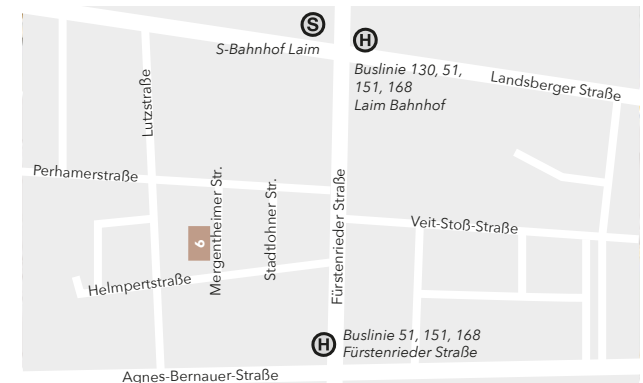 S
S-Bahnhof Laim
H
Buslinie 130, 51,
151, 168
Laim Bahnhof
Landsberger Straße
Lutzstraße
Perhamerstraße
Mergentheimer Str.
Stadtlohner Str.
Fürstenrieder Straße
Veit-Stoß-Straße
6
Helmpertstraße
H
Buslinie 51, 151, 168
Fürstenrieder Straße
Agnes-Bernauer-Straße